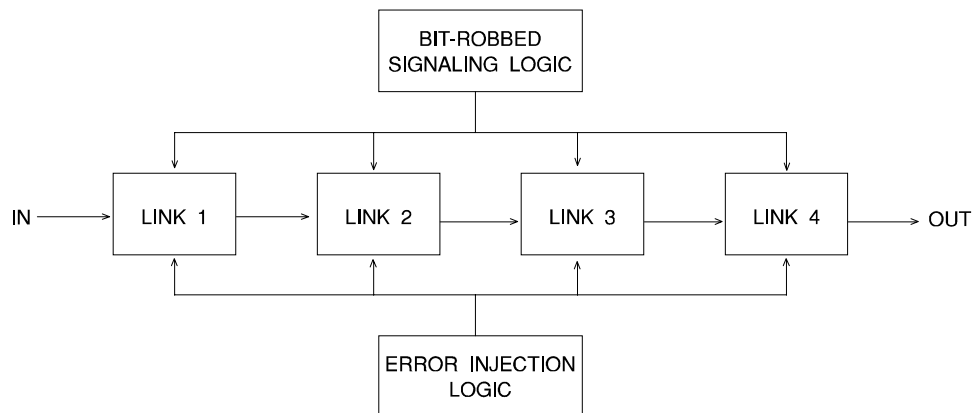 BIT-ROBBED
SIGNALING LOGIC
IN
LINK 1
LINK 2
LINK 3
LINK 4
OUT
ERROR INJECTION
LOGIC